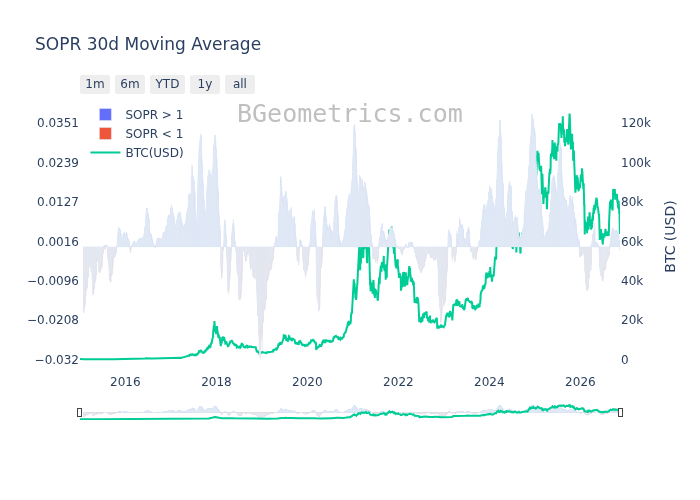 SOPR 30d Moving Average
1m 6m YTD 1y all
BGeometrics.com
SOPR > 1
SOPR < 1
BTC(USD)
0.0351
0.0239
0.0127
0.0016
−0.0096
−0.0208
−0.032
120k
100k
80k
60k
40k
20k
0
BTC (USD)
2016 2018 2020 2022 2024 2026